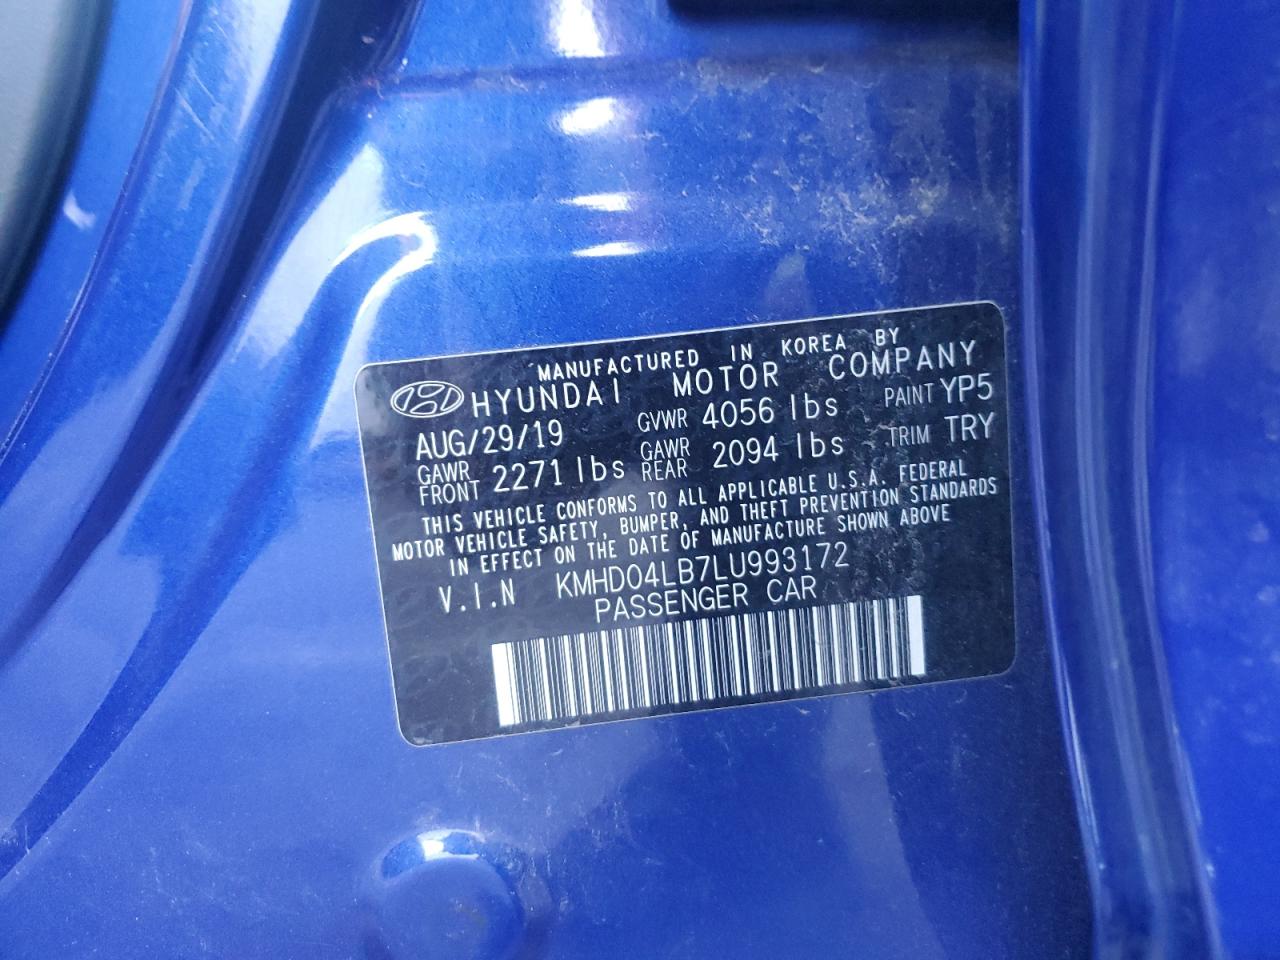 MANUFACTURED IN KOREA BY
HYUNDAI MOTOR COMPANY
AUG/29/19 GVWR 4056 lbs PAINT YP5
GAWR FRONT 2271 lbs GAWR REAR 2094 lbs TRIM TRY
THIS VEHICLE CONFORMS TO ALL APPLICABLE U.S.A. FEDERAL
MOTOR VEHICLE SAFETY, BUMPER, AND THEFT PREVENTION STANDARDS
IN EFFECT ON THE DATE OF MANUFACTURE SHOWN ABOVE
V.I.N KMHD04LB7LU993172
PASSENGER CAR